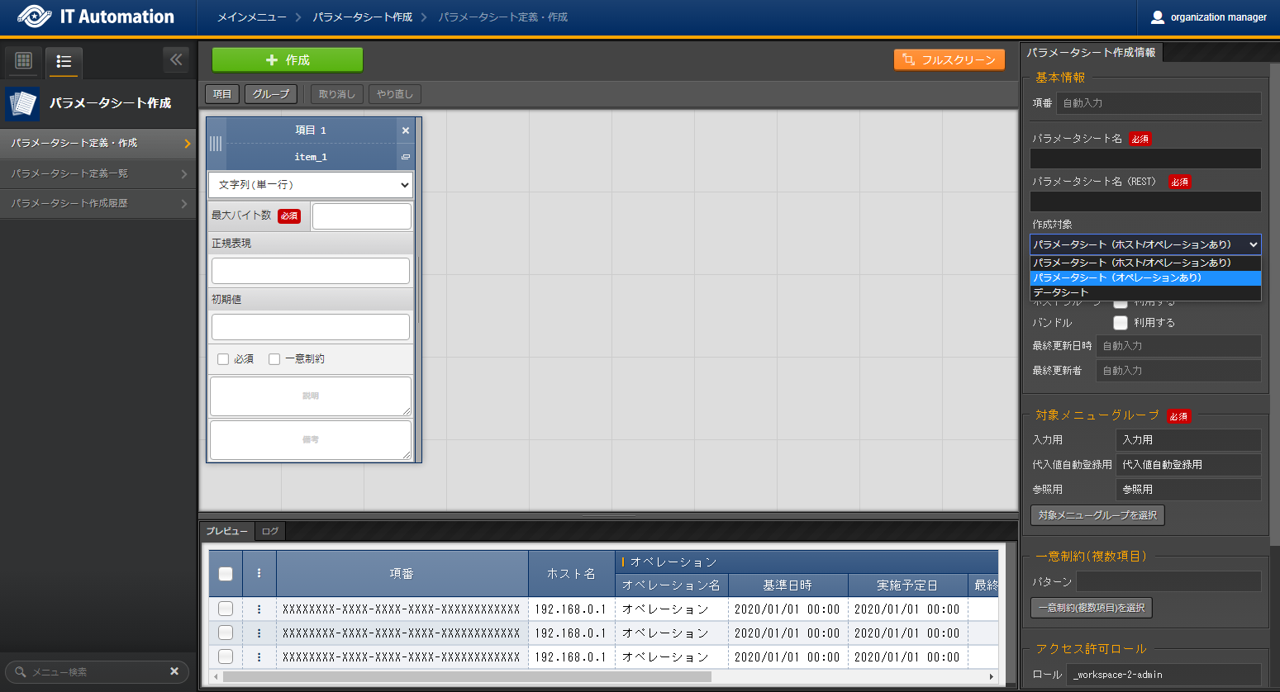 IT Automation
メインメニュー
パラメータシート作成
パラメータシート定義・作成
organization manager
パラメータシート作成
パラメータシート定義・作成
パラメータシート定義一覧
パラメータシート作成履歴
メニュー検索
作成
フルスクリーン
項目
グループ
取り消し
やり直し
項目 1
item_1
文字列(単一行)
最大バイト数 必須
正規表現
初期値
必須 一意制約
説明
備考
プレビュー ログ
項番 ホスト名 オペレーション
オペレーション名 基準日時 実施予定日 最終
XXXXXXXX-XXXX-XXXX-XXXX-XXXXXXXXXXXX 192.168.0.1 オペレーション 2020/01/01 00:00 2020/01/01 00:00
XXXXXXXX-XXXX-XXXX-XXXX-XXXXXXXXXXXX 192.168.0.1 オペレーション 2020/01/01 00:00 2020/01/01 00:00
XXXXXXXX-XXXX-XXXX-XXXX-XXXXXXXXXXXX 192.168.0.1 オペレーション 2020/01/01 00:00 2020/01/01 00:00
パラメータシート作成情報
基本情報
項番 自動入力
パラメータシート名 必須
パラメータシート名（REST） 必須
作成対象
パラメータシート（ホスト/オペレーションあり）
パラメータシート（ホスト/オペレーションあり）
パラメータシート（オペレーションあり）
データシート
ホストグループ 利用する
バンドル 利用する
最終更新日時 自動入力
最終更新者 自動入力
対象メニューグループ 必須
入力用 入力用
代入値自動登録用 代入値自動登録用
参照用 参照用
対象メニューグループを選択
一意制約(複数項目)
パターン
一意制約(複数項目)を選択
アクセス許可ロール
ロール _workspace-2-admin